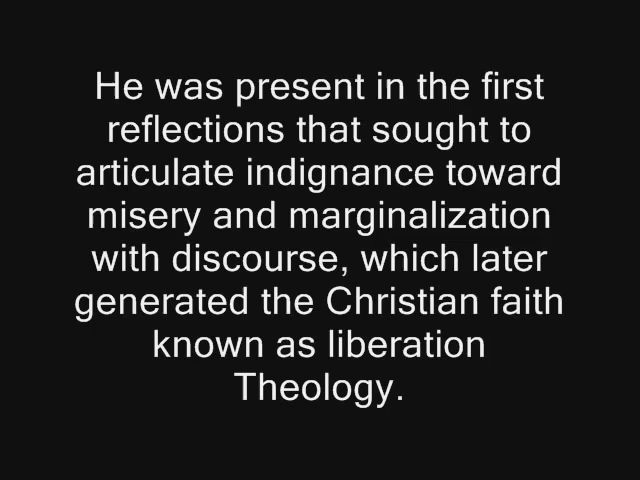 He was present in the first
reflections that sought to
articulate indignance toward
misery and marginalization
with discourse, which later
generated the Christian faith
known as liberation
Theology.